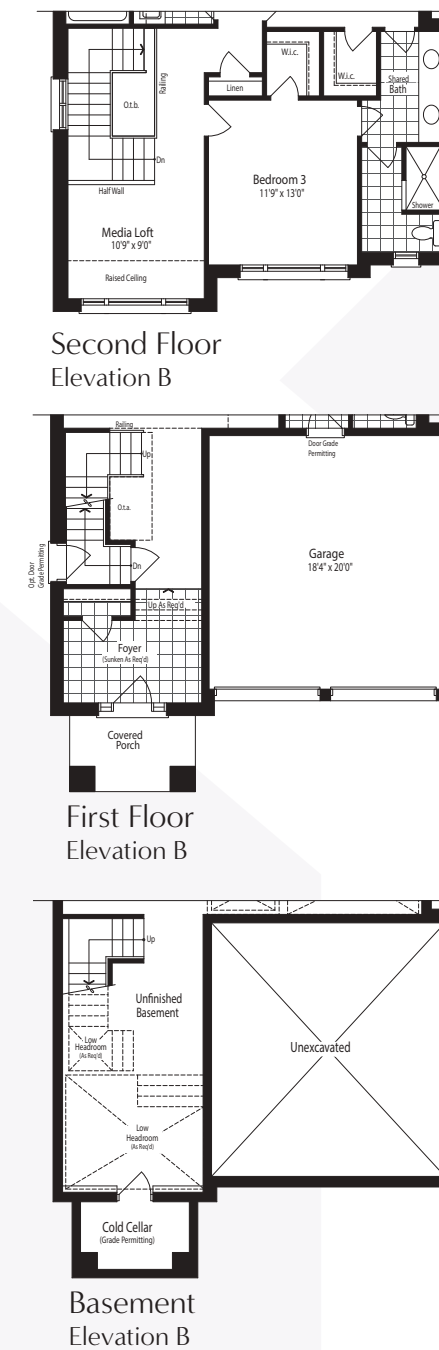 W.i.c.
W.i.c.
Linen
Shared
Bath
Railing
O.t.b.
Dn
Half Wall
Bedroom 3
11'9" x 13'0"
Shower
Media Loft
10'9" x 9'0"
Raised Ceiling
Second Floor
Elevation B
Railing
Up
Door Grade
Permitting
O.t.a.
Opt. Door
Grade Permitting
Dn
Garage
18'4" x 20'0"
Up As Req'd
Foyer
(Sunken As Req'd)
Covered
Porch
First Floor
Elevation B
Up
Unfinished
Basement
Low
Headroom
(As Req'd)
Unexcavated
Low
Headroom
(As Req'd)
Cold Cellar
(Grade Permitting)
Basement
Elevation B